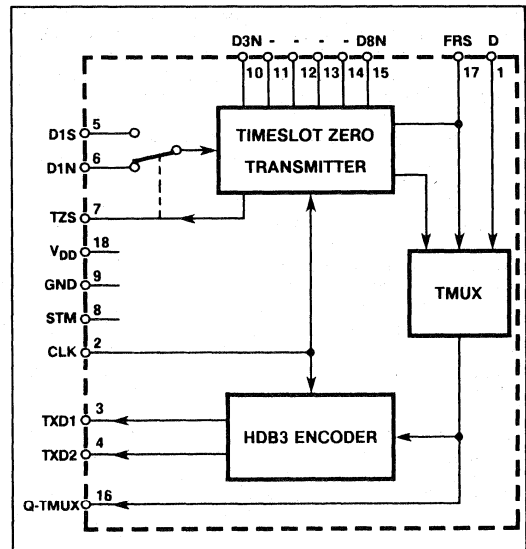 D3N - - - - D8N FRS D
10 11 12 13 14 15 17 1
5
D1S
6
D1N
TIMESLOT ZERO
TRANSMITTER
7
TZS
18
VDD
9
GND
8
STM
2
CLK
TMUX
3
TXD1
4
TXD2
HDB3 ENCODER
16
Q-TMUX